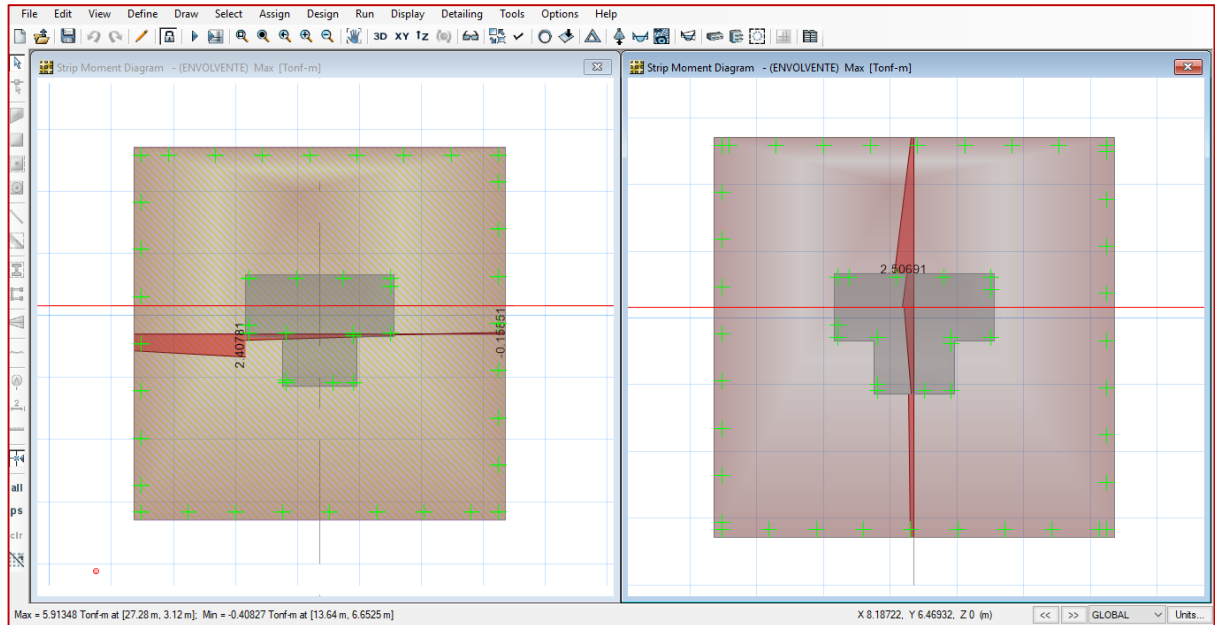 File Edit View Define Draw Select Assign Design Run Display Detailing Tools Options Help
3D XY
Strip Moment Diagram - (ENVOLVENTE) Max [Tonf-m]
2.40781
-0.15851
Strip Moment Diagram - (ENVOLVENTE) Max [Tonf-m]
2.50691
all
ps
clr
Max = 5.91348 Tonf-m at [27.28 m, 3.12 m]; Min = -0.40827 Tonf-m at [13.64 m, 6.6525 m]
X 8.18722, Y 6.46932, Z 0 (m)
<< >> GLOBAL Units...